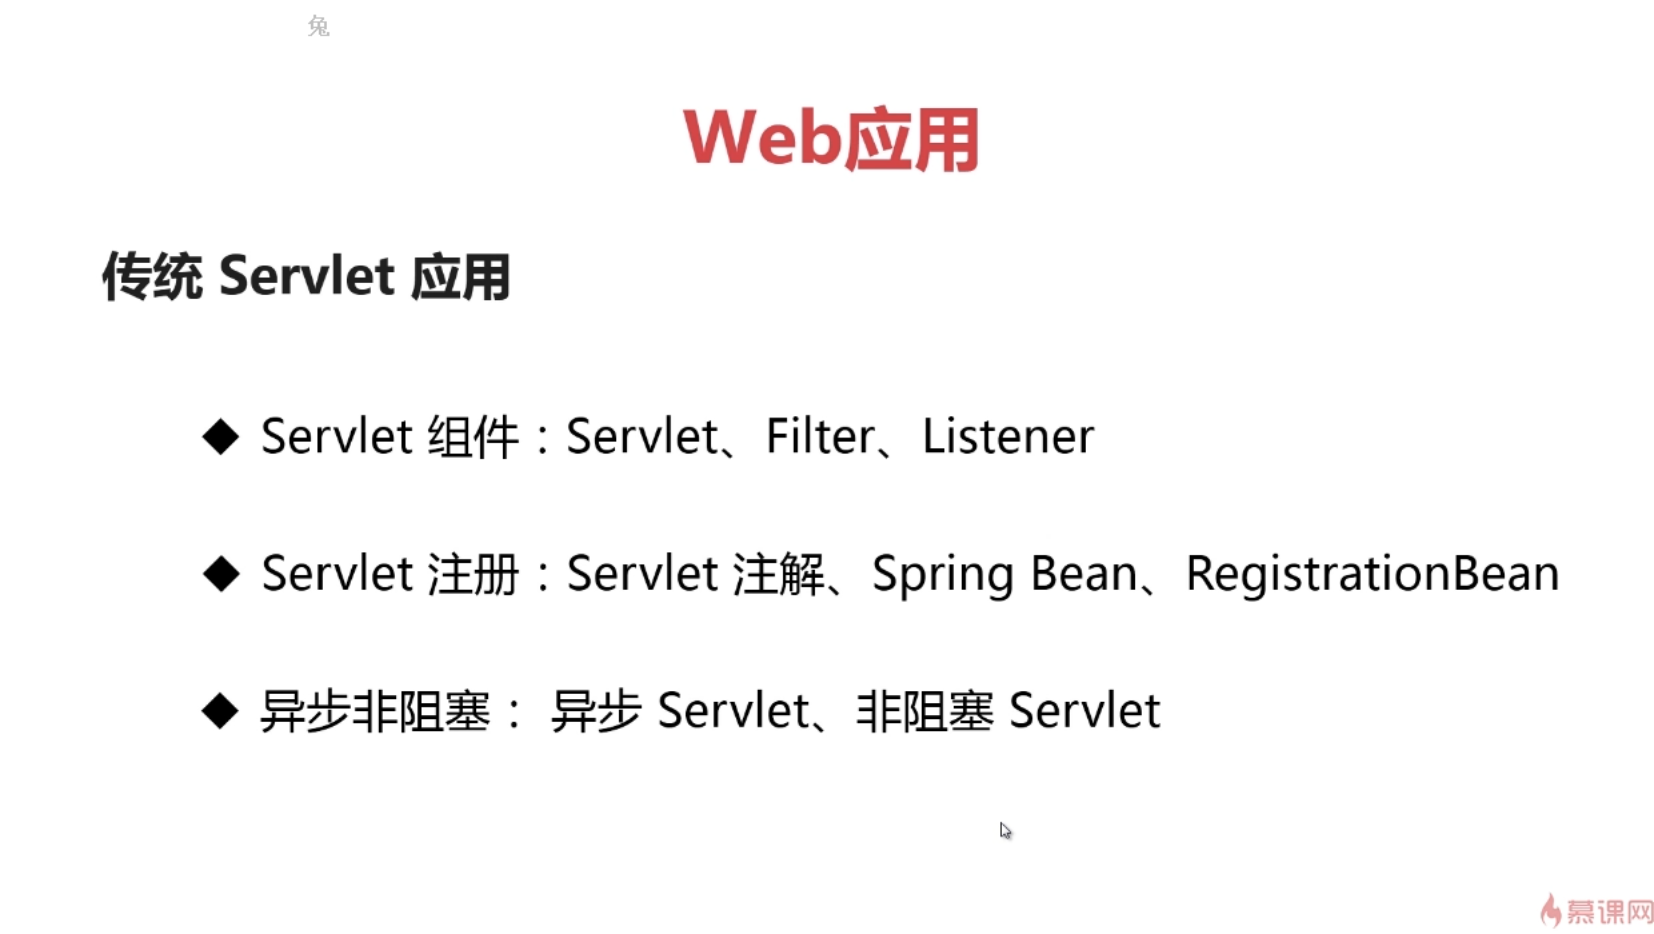 兔
Web应用
传统 Servlet 应用
◆ Servlet 组件：Servlet、Filter、Listener
◆ Servlet 注册：Servlet 注解、Spring Bean、RegistrationBean
◆ 异步非阻塞： 异步 Servlet、非阻塞 Servlet
慕课网